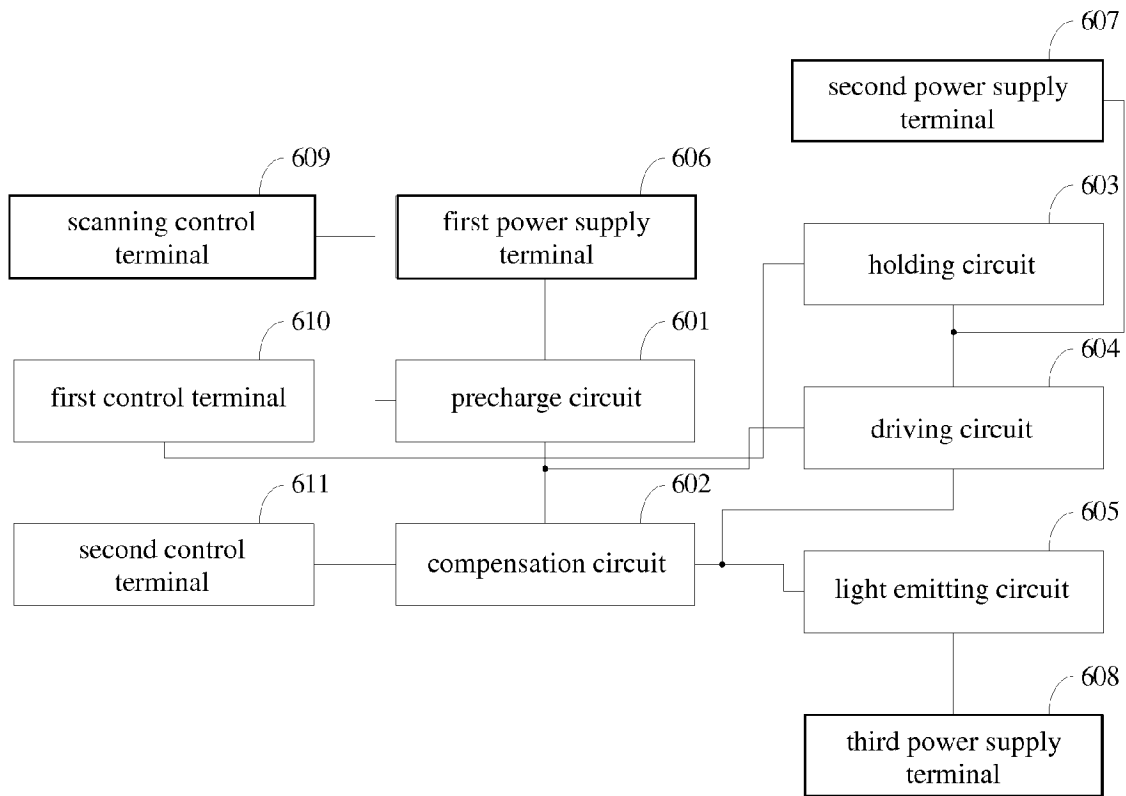 607
second power supply
terminal
609
scanning control
terminal
606
first power supply
terminal
603
holding circuit
610
first control terminal
601
precharge circuit
604
driving circuit
611
second control
terminal
602
compensation circuit
605
light emitting circuit
608
third power supply
terminal